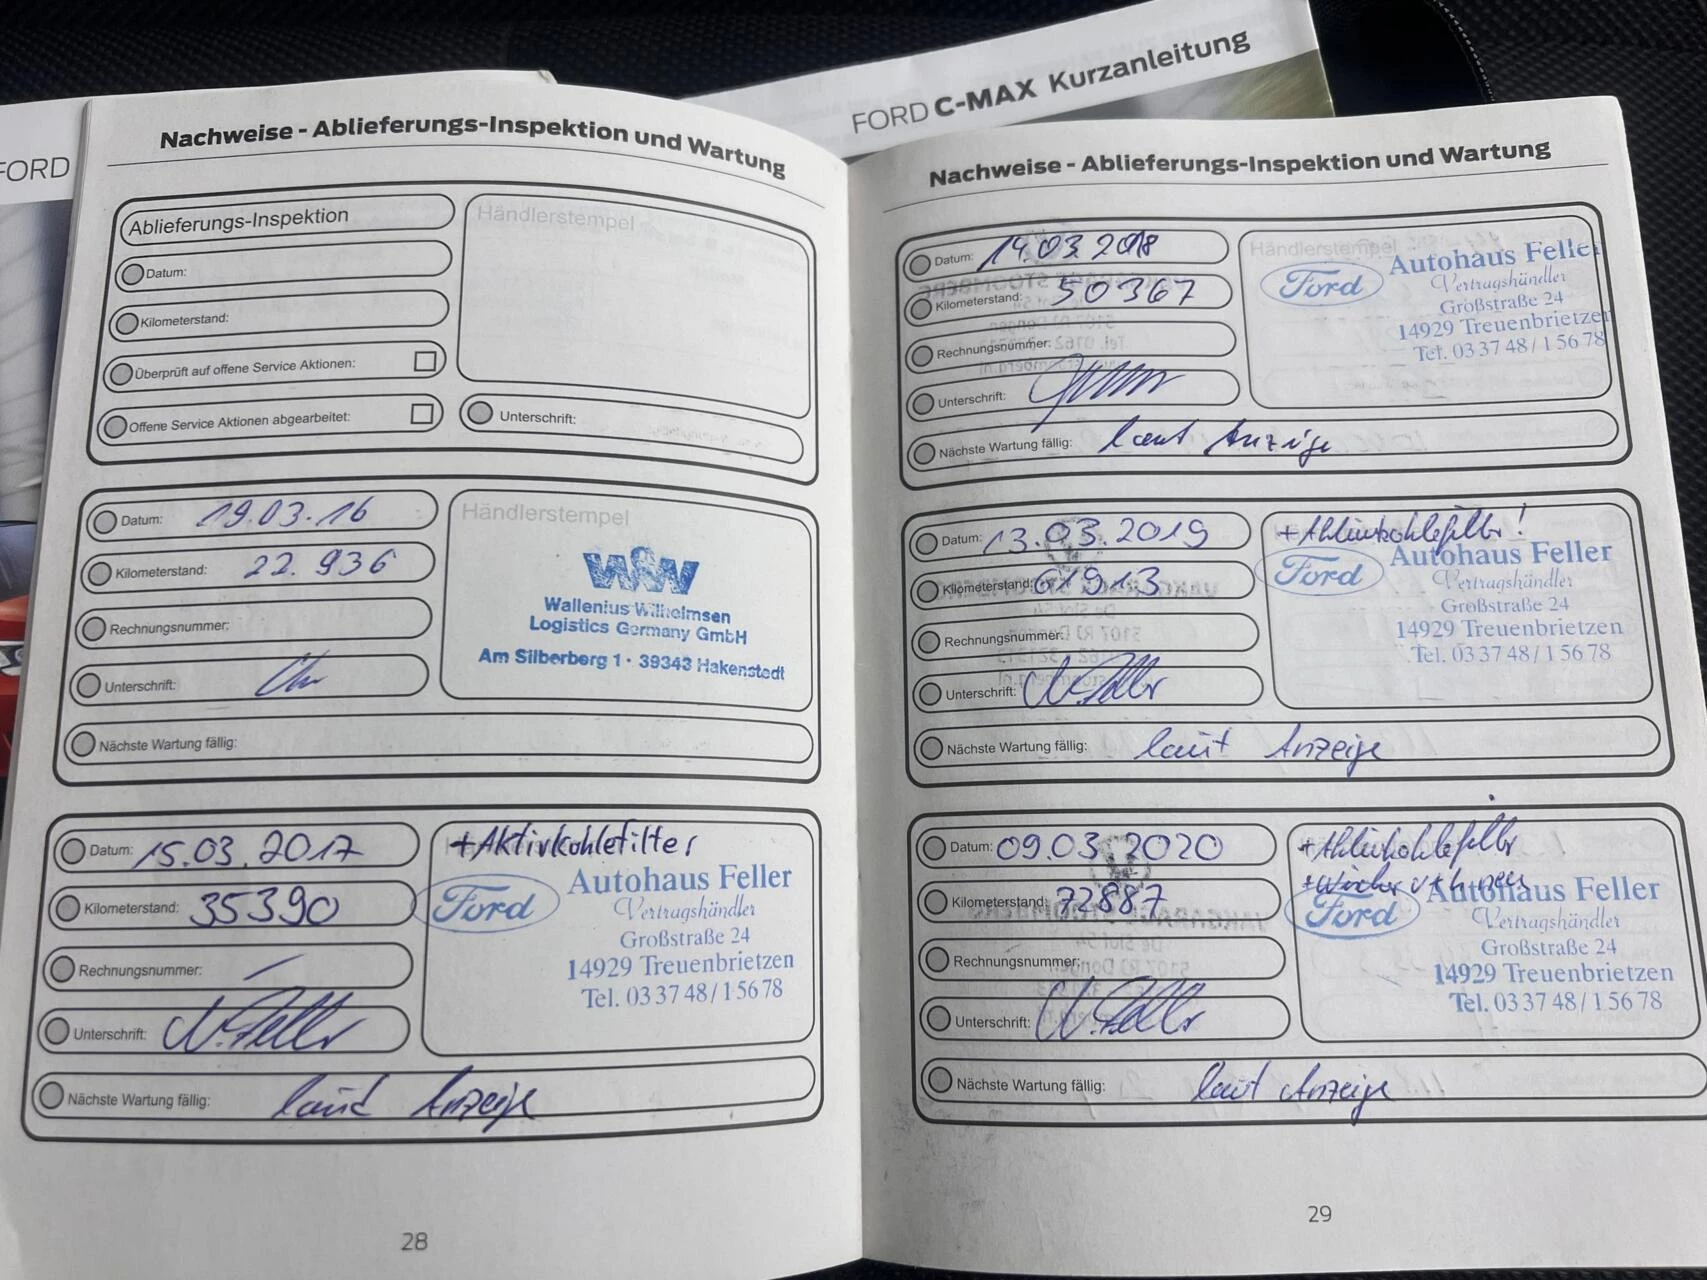 FORD C-MAX Kurzanleitung
FORD
Nachweise - Ablieferungs-Inspektion und Wartung
Ablieferungs-Inspektion
Händlerstempel
Datum:
Kilometerstand:
Überprüft auf offene Service Aktionen:
Offene Service Aktionen abgearbeitet:
Unterschrift:
Datum: 19.03.16
Kilometerstand: 22.936
Rechnungsnummer:
Unterschrift:
Nächste Wartung fällig:
Händlerstempel
W&W
Wallenius Wilhelmsen
Logistics Germany GmbH
Am Silberberg 1 · 39343 Hakenstedt
Datum: 15.03.2017
Kilometerstand: 35390
Rechnungsnummer: —
Unterschrift: N. Feller
Nächste Wartung fällig: laut Anzeige
+Aktivkohlefilter
Ford
Autohaus Feller
Vertragshändler
Großstraße 24
14929 Treuenbrietzen
Tel. 03 37 48 / 1 56 78
28
Nachweise - Ablieferungs-Inspektion und Wartung
Datum: 14.03.2018
Kilometerstand: 50367
Rechnungsnummer:
Unterschrift:
Nächste Wartung fällig: laut Anzeige
Händlerstempel
Ford
Autohaus Feller
Vertragshändler
Großstraße 24
14929 Treuenbrietzen
Tel. 03 37 48 / 1 56 78
Datum: 13.03.2019
Kilometerstand: 61913
Rechnungsnummer:
Unterschrift: N. Feller
Nächste Wartung fällig: laut Anzeige
+Aktivkohlefilter!
Ford
Autohaus Feller
Vertragshändler
Großstraße 24
14929 Treuenbrietzen
Tel. 03 37 48 / 1 56 78
Datum: 09.03.2020
Kilometerstand: 72887
Rechnungsnummer:
Unterschrift: N. Feller
Nächste Wartung fällig: laut Anzeige
+Aktivkohlefilter
+Wischer v+h neu
Ford
Autohaus Feller
Vertragshändler
Großstraße 24
14929 Treuenbrietzen
Tel. 03 37 48 / 1 56 78
29